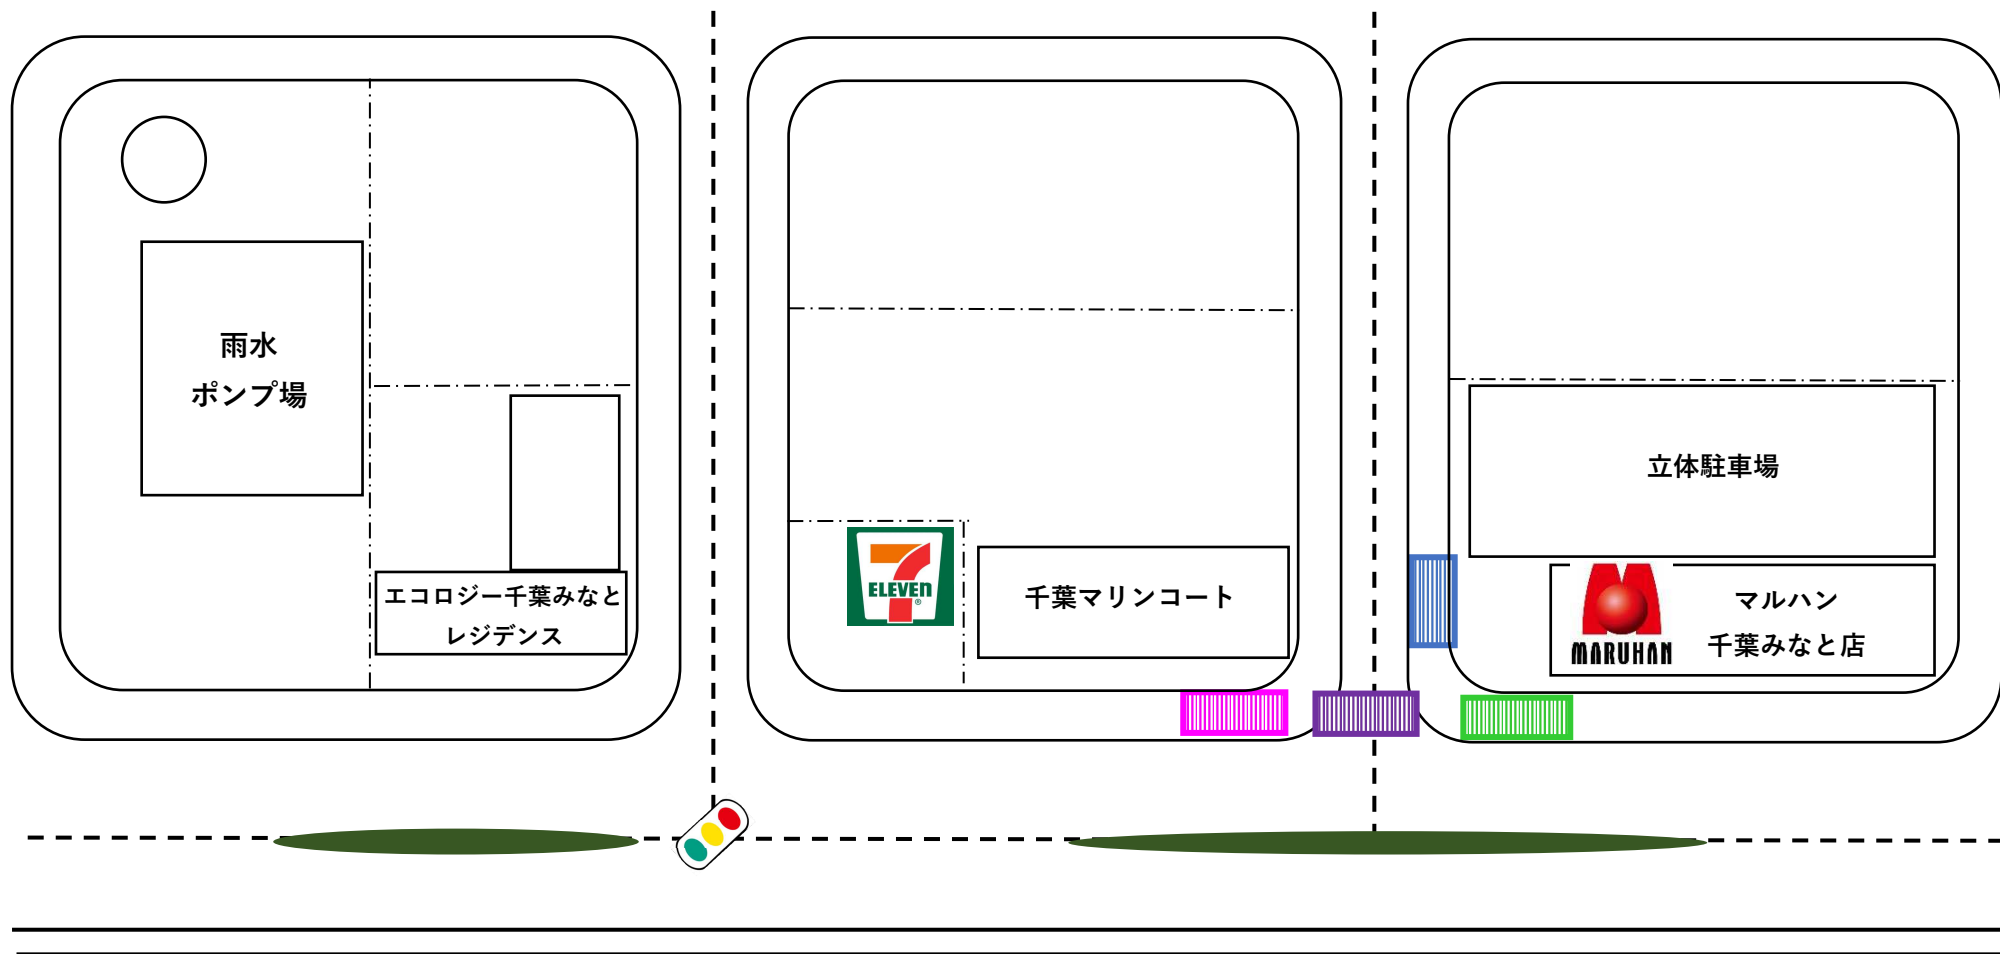 雨水
ポンプ場
エコロジー千葉みなと
レジデンス
7
ELEVEn
®
千葉マリンコート
立体駐車場
MARUHAN
マルハン
千葉みなと店